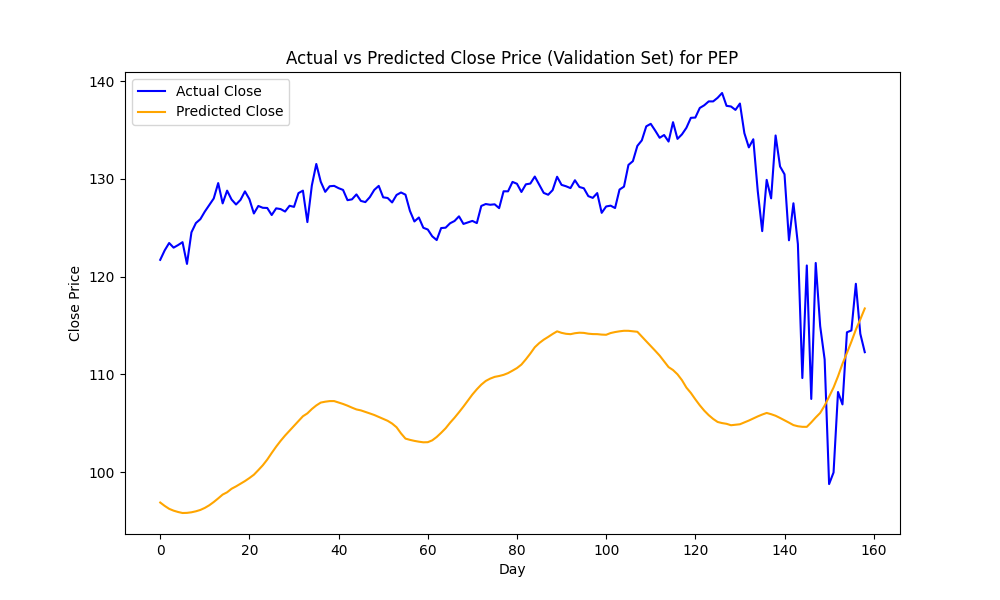 Actual vs Predicted Close Price (Validation Set) for PEP
Actual Close
Predicted Close
140
130
120
110
100
Close Price
0 20 40 60 80 100 120 140 160
Day